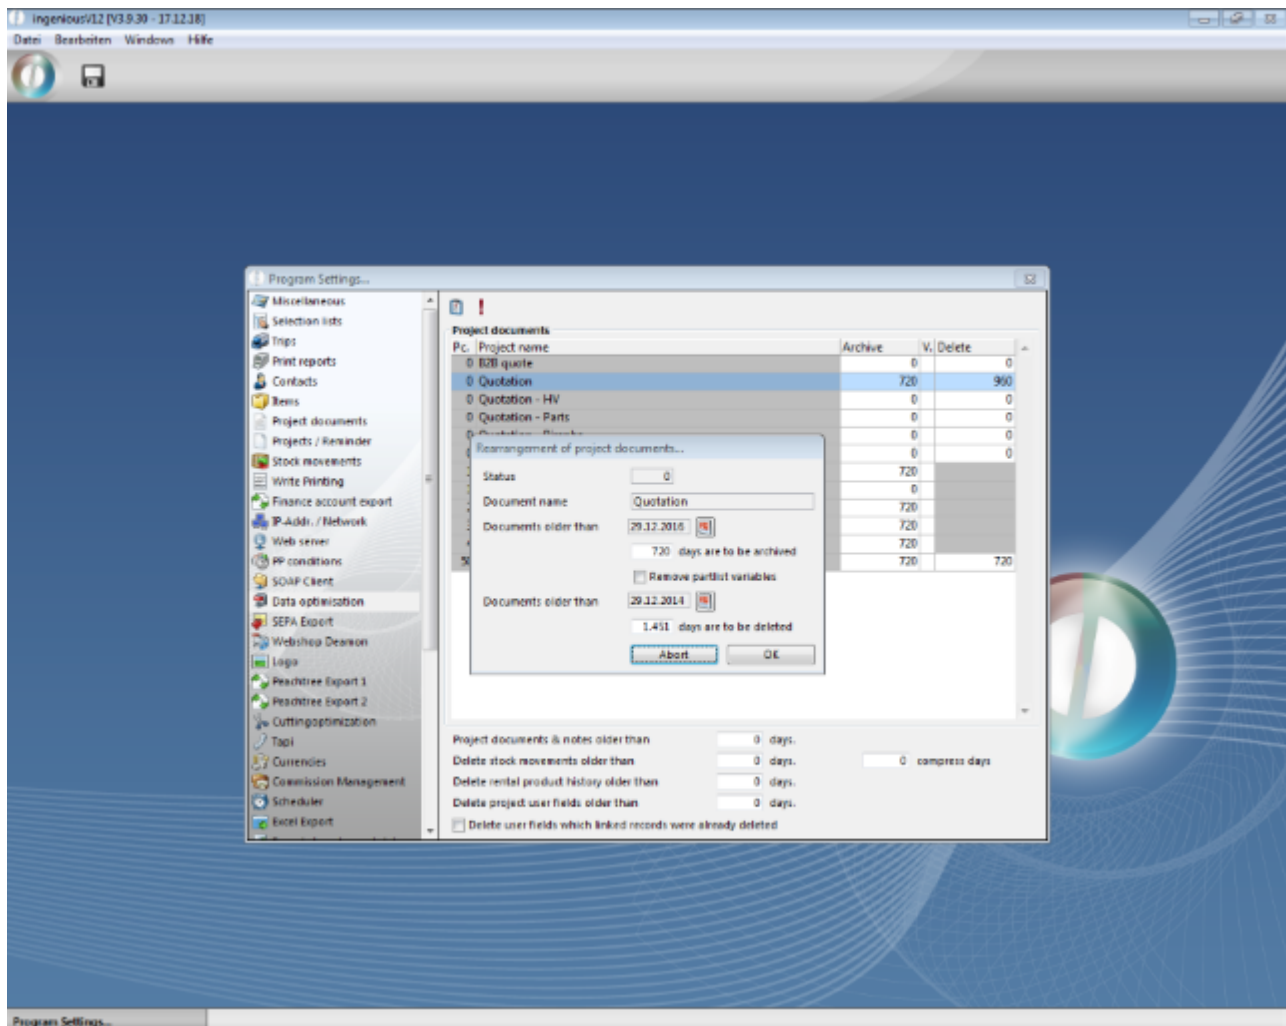 ingeniousV12 [V3.9.30 - 17.12.18]
Datei Bearbeiten Windows Hilfe
Program Settings...
Miscellaneous
Selection lists
Trips
Print reports
Contacts
Items
Project documents
Projects / Reminder
Stock movements
Write Printing
Finance account export
IP-Addr. / Network
Web server
PP conditions
SOAP Client
Data optimisation
SEPA Export
Webshop Deamon
Logo
Peachtree Export 1
Peachtree Export 2
Cuttingoptimization
Tapi
Currencies
Commission Management
Scheduler
Excel Export
Project documents
Pc. Project name Archive V. Delete
0 B2B quote 0 0
0 Quotation 720 960
0 Quotation - HV 0 0
0 Quotation - Parts 0 0
0 0
0 0
720
0
720
720
720
720 720
Rearrangement of project documents...
Status 0
Document name Quotation
Documents older than 29.12.2016
720 days are to be archived
Remove partlist variables
Documents older than 29.12.2014
1.451 days are to be deleted
Abort OK
Project documents & notes older than 0 days.
Delete stock movements older than 0 days. 0 compress days
Delete rental product history older than 0 days.
Delete project user fields older than 0 days.
Delete user fields which linked records were already deleted
Program Settings...